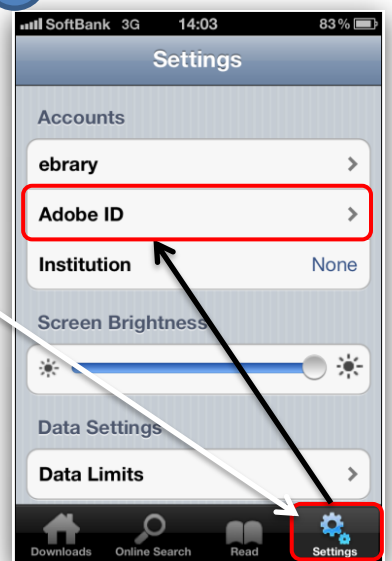 SoftBank 3G 14:03 83%
Settings
Accounts
ebrary
Adobe ID
Institution None
Screen Brightness
Data Settings
Data Limits
Downloads Online Search Read Settings